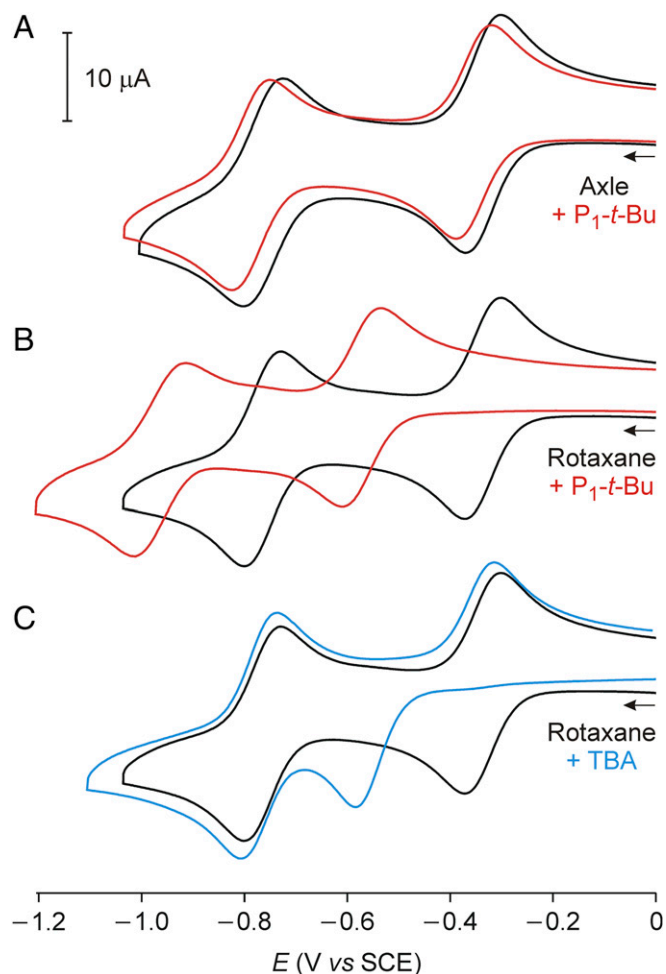 A
10 μA
Axle
+ P₁-t-Bu
B
Rotaxane
+ P₁-t-Bu
C
Rotaxane
+ TBA
−1.2 −1.0 −0.8 −0.6 −0.4 −0.2 0
E (V vs SCE)